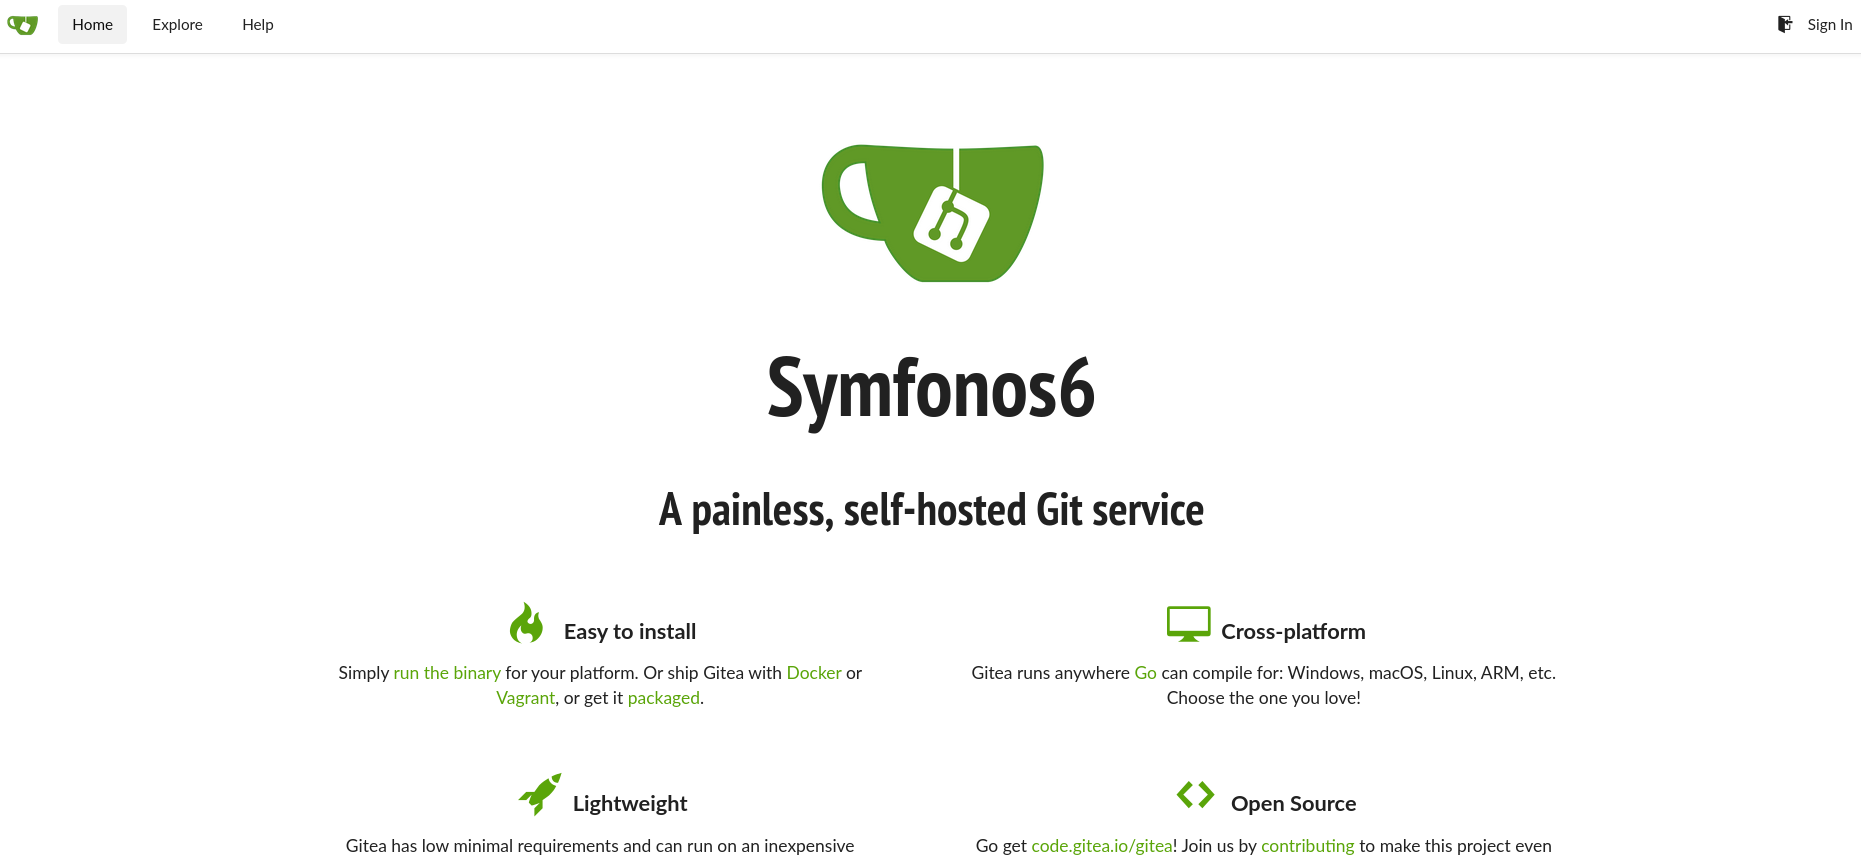 Home Explore Help Sign In
Symfonos6
A painless, self-hosted Git service
Easy to install
Simply run the binary for your platform. Or ship Gitea with Docker or
Vagrant, or get it packaged.
Cross-platform
Gitea runs anywhere Go can compile for: Windows, macOS, Linux, ARM, etc.
Choose the one you love!
Lightweight
Gitea has low minimal requirements and can run on an inexpensive
Open Source
Go get code.gitea.io/gitea! Join us by contributing to make this project even